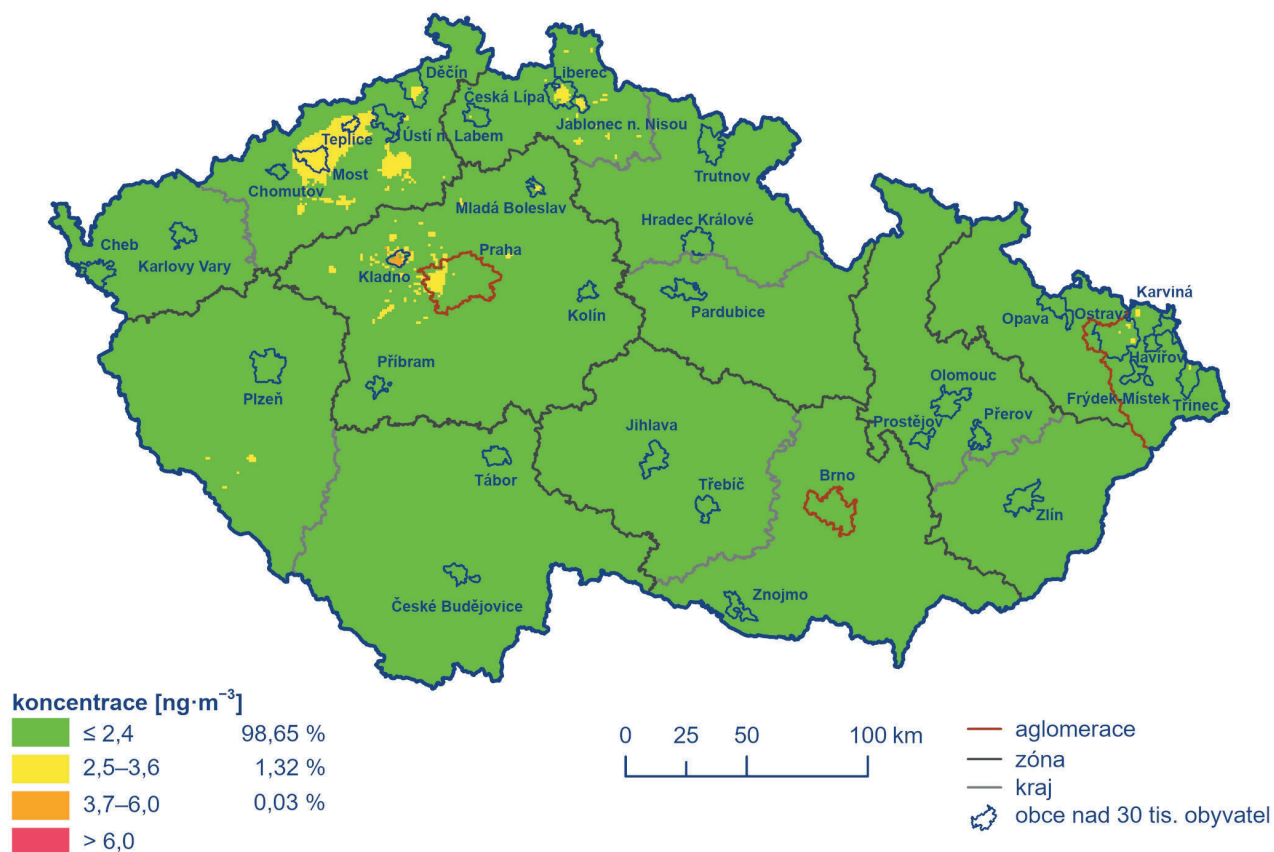 Děčín
Liberec
Česká Lípa
Jablonec n. Nisou
Teplice
Ústí n. Labem
Most
Chomutov
Trutnov
Mladá Boleslav
Hradec Králové
Cheb
Karlovy Vary
Praha
Kladno
Kolín
Pardubice
Karviná
Opava
Ostrava
Havířov
Příbram
Plzeň
Olomouc
Frýdek-Místek
Třinec
Prostějov
Přerov
Jihlava
Tábor
Třebíč
Brno
Zlín
Znojmo
České Budějovice
koncentrace [ng·m⁻³]
≤ 2,4 98,65 %
2,5–3,6 1,32 %
3,7–6,0 0,03 %
> 6,0
0 25 50 100 km
aglomerace
zóna
kraj
obce nad 30 tis. obyvatel